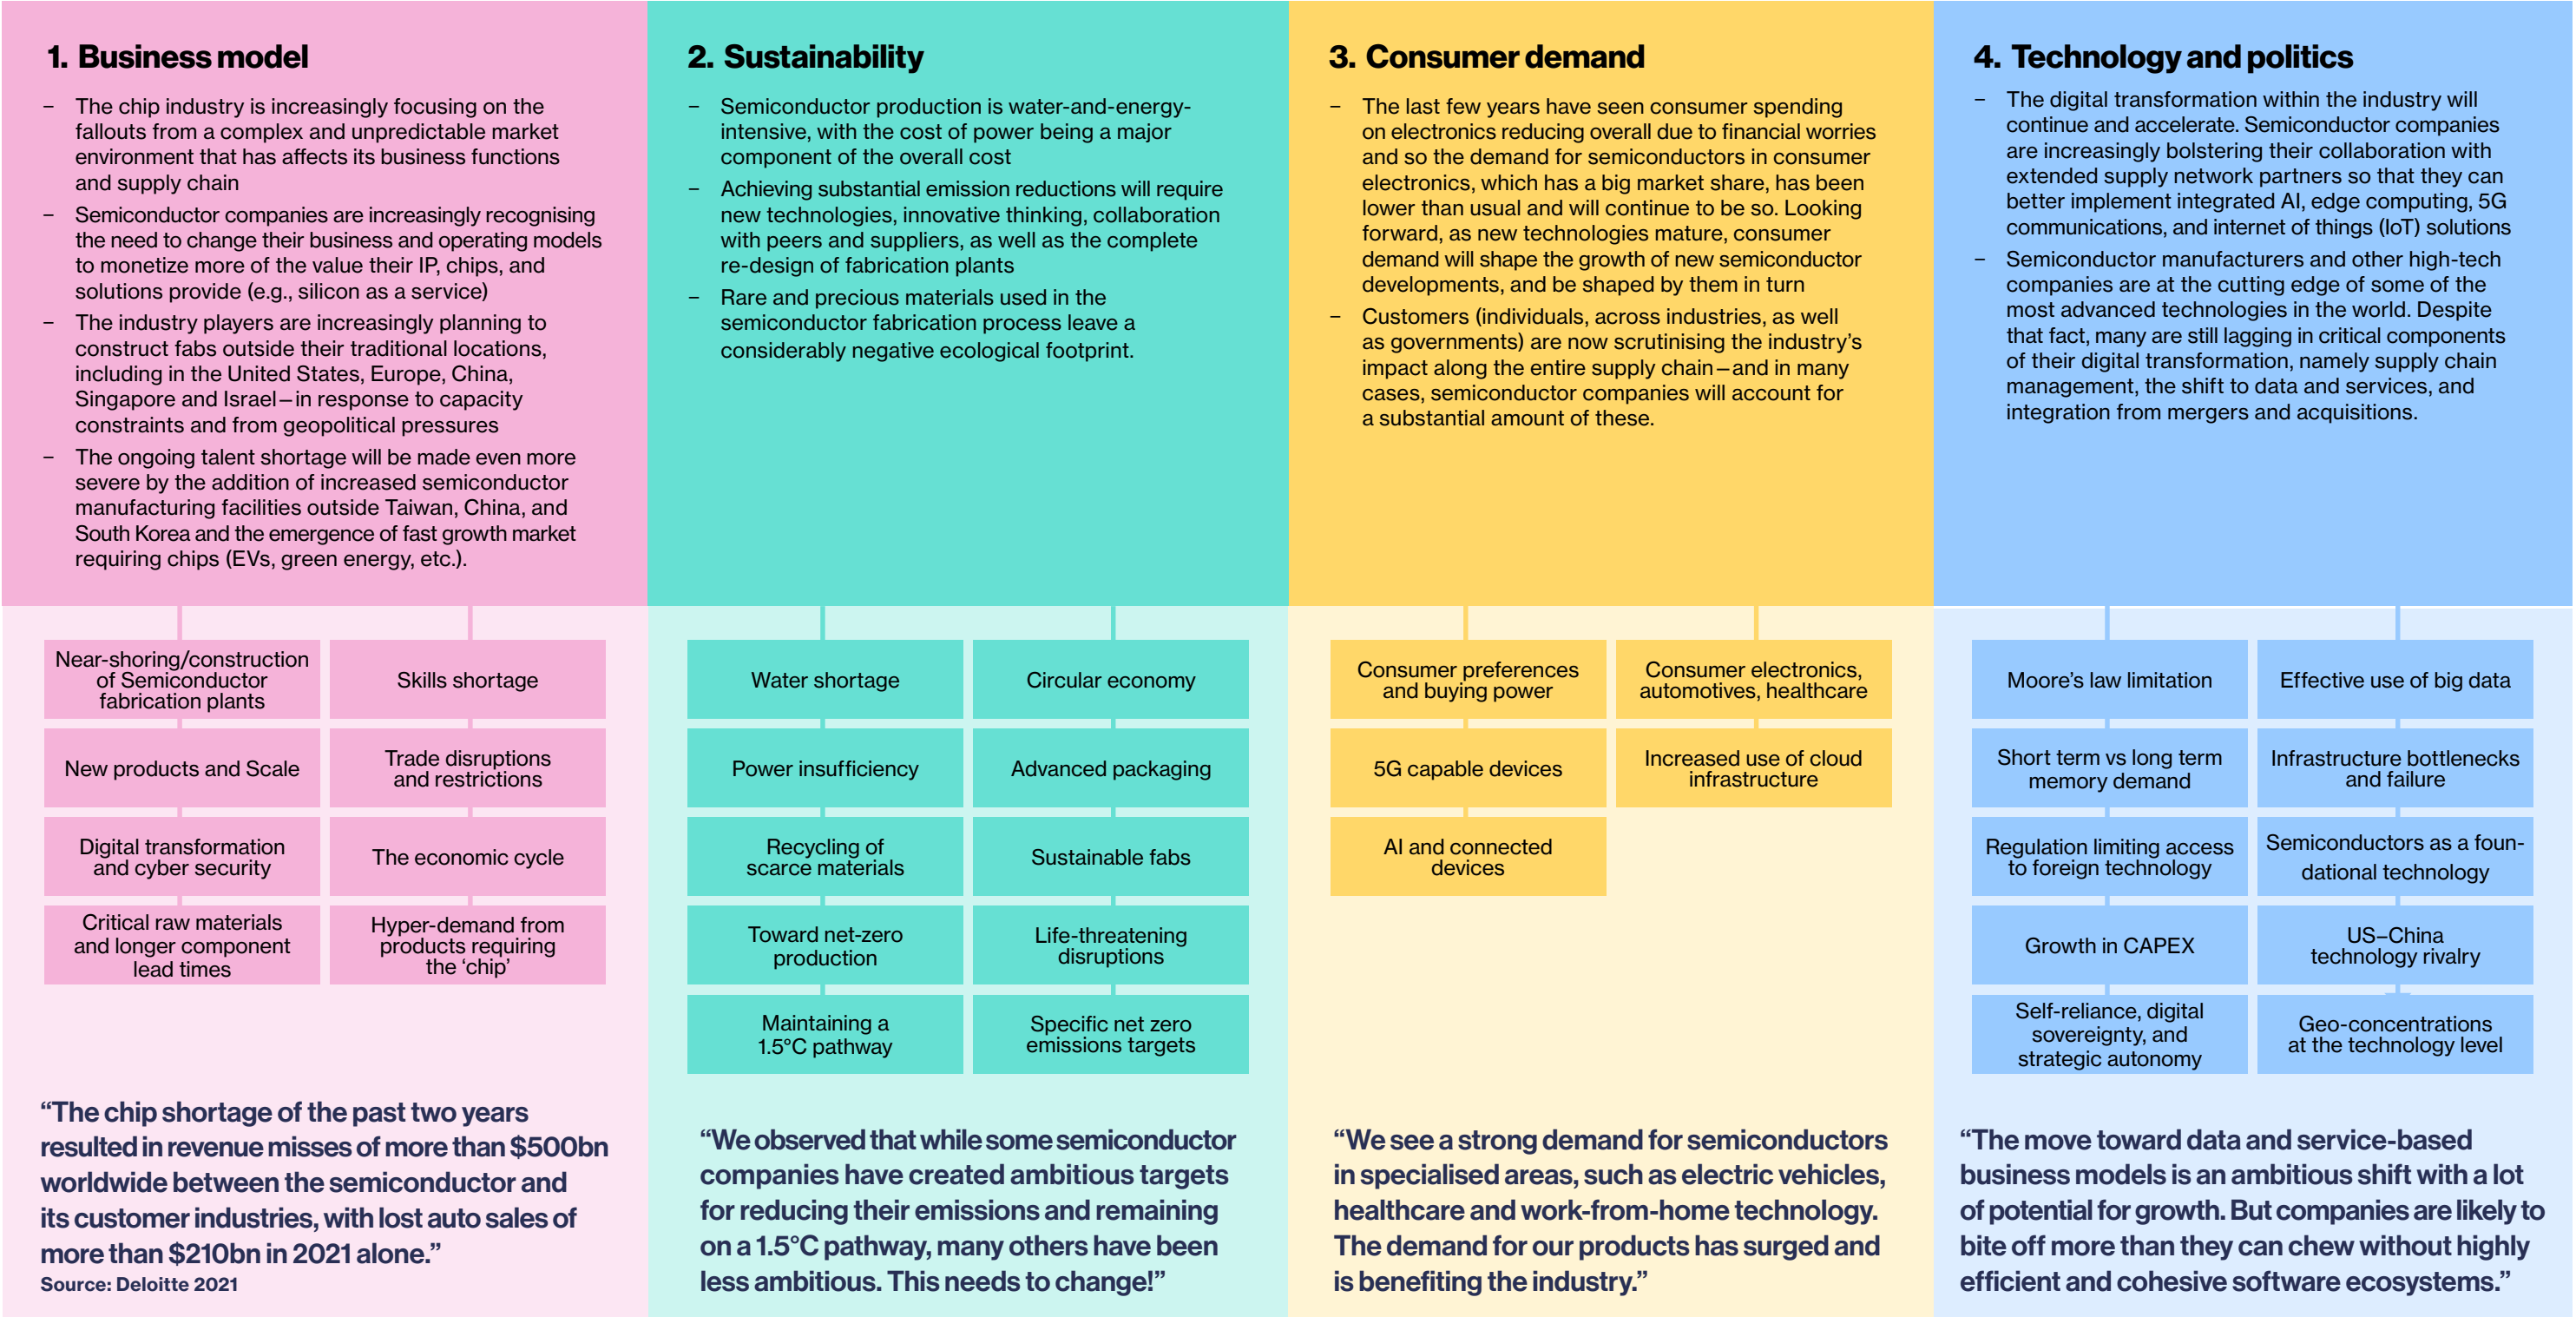 1. Business model
– The chip industry is increasingly focusing on the
fallouts from a complex and unpredictable market
environment that has affects its business functions
and supply chain
– Semiconductor companies are increasingly recognising
the need to change their business and operating models
to monetize more of the value their IP, chips, and
solutions provide (e.g., silicon as a service)
– The industry players are increasingly planning to
construct fabs outside their traditional locations,
including in the United States, Europe, China,
Singapore and Israel—in response to capacity
constraints and from geopolitical pressures
– The ongoing talent shortage will be made even more
severe by the addition of increased semiconductor
manufacturing facilities outside Taiwan, China, and
South Korea and the emergence of fast growth market
requiring chips (EVs, green energy, etc.).
Near-shoring/construction
of Semiconductor
fabrication plants
Skills shortage
New products and Scale
Trade disruptions
and restrictions
Digital transformation
and cyber security
The economic cycle
Critical raw materials
and longer component
lead times
Hyper-demand from
products requiring
the ‘chip’
“The chip shortage of the past two years
resulted in revenue misses of more than $500bn
worldwide between the semiconductor and
its customer industries, with lost auto sales of
more than $210bn in 2021 alone.”
Source: Deloitte 2021
2. Sustainability
– Semiconductor production is water-and-energy-
intensive, with the cost of power being a major
component of the overall cost
– Achieving substantial emission reductions will require
new technologies, innovative thinking, collaboration
with peers and suppliers, as well as the complete
re-design of fabrication plants
– Rare and precious materials used in the
semiconductor fabrication process leave a
considerably negative ecological footprint.
Water shortage
Circular economy
Power insufficiency
Advanced packaging
Recycling of
scarce materials
Sustainable fabs
Toward net-zero
production
Life-threatening
disruptions
Maintaining a
1.5°C pathway
Specific net zero
emissions targets
“We observed that while some semiconductor
companies have created ambitious targets
for reducing their emissions and remaining
on a 1.5°C pathway, many others have been
less ambitious. This needs to change!”
3. Consumer demand
– The last few years have seen consumer spending
on electronics reducing overall due to financial worries
and so the demand for semiconductors in consumer
electronics, which has a big market share, has been
lower than usual and will continue to be so. Looking
forward, as new technologies mature, consumer
demand will shape the growth of new semiconductor
developments, and be shaped by them in turn
– Customers (individuals, across industries, as well
as governments) are now scrutinising the industry’s
impact along the entire supply chain—and in many
cases, semiconductor companies will account for
a substantial amount of these.
Consumer preferences
and buying power
Consumer electronics,
automotives, healthcare
5G capable devices
Increased use of cloud
infrastructure
AI and connected
devices
“We see a strong demand for semiconductors
in specialised areas, such as electric vehicles,
healthcare and work-from-home technology.
The demand for our products has surged and
is benefiting the industry.”
4. Technology and politics
– The digital transformation within the industry will
continue and accelerate. Semiconductor companies
are increasingly bolstering their collaboration with
extended supply network partners so that they can
better implement integrated AI, edge computing, 5G
communications, and internet of things (IoT) solutions
– Semiconductor manufacturers and other high-tech
companies are at the cutting edge of some of the
most advanced technologies in the world. Despite
that fact, many are still lagging in critical components
of their digital transformation, namely supply chain
management, the shift to data and services, and
integration from mergers and acquisitions.
Moore’s law limitation
Effective use of big data
Short term vs long term
memory demand
Infrastructure bottlenecks
and failure
Regulation limiting access
to foreign technology
Semiconductors as a foun-
dational technology
Growth in CAPEX
US–China
technology rivalry
Self-reliance, digital
sovereignty, and
strategic autonomy
Geo-concentrations
at the technology level
“The move toward data and service-based
business models is an ambitious shift with a lot
of potential for growth. But companies are likely to
bite off more than they can chew without highly
efficient and cohesive software ecosystems.”